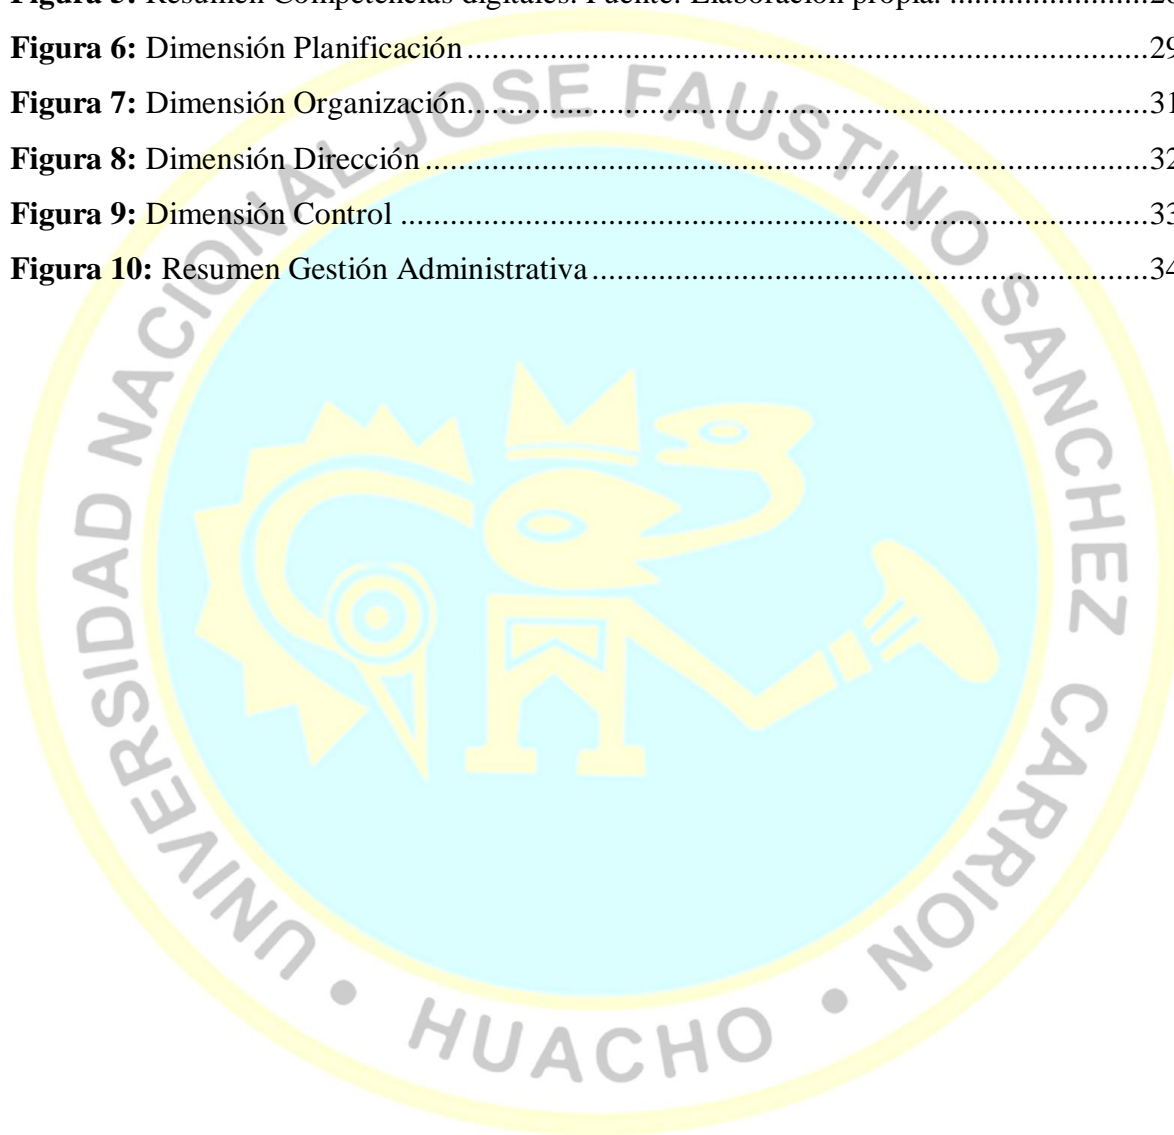 Resumen Competencias digitales. Fuente: Elaboración propia.
Figura 6: Dimensión Planificación ........ 29
Figura 7: Dimensión Organización ........ 31
Figura 8: Dimensión Dirección ........ 32
Figura 9: Dimensión Control ........ 33
Figura 10: Resumen Gestión Administrativa ........ 34
UNIVERSIDAD NACIONAL JOSE FAUSTINO SANCHEZ CARRION • HUACHO •